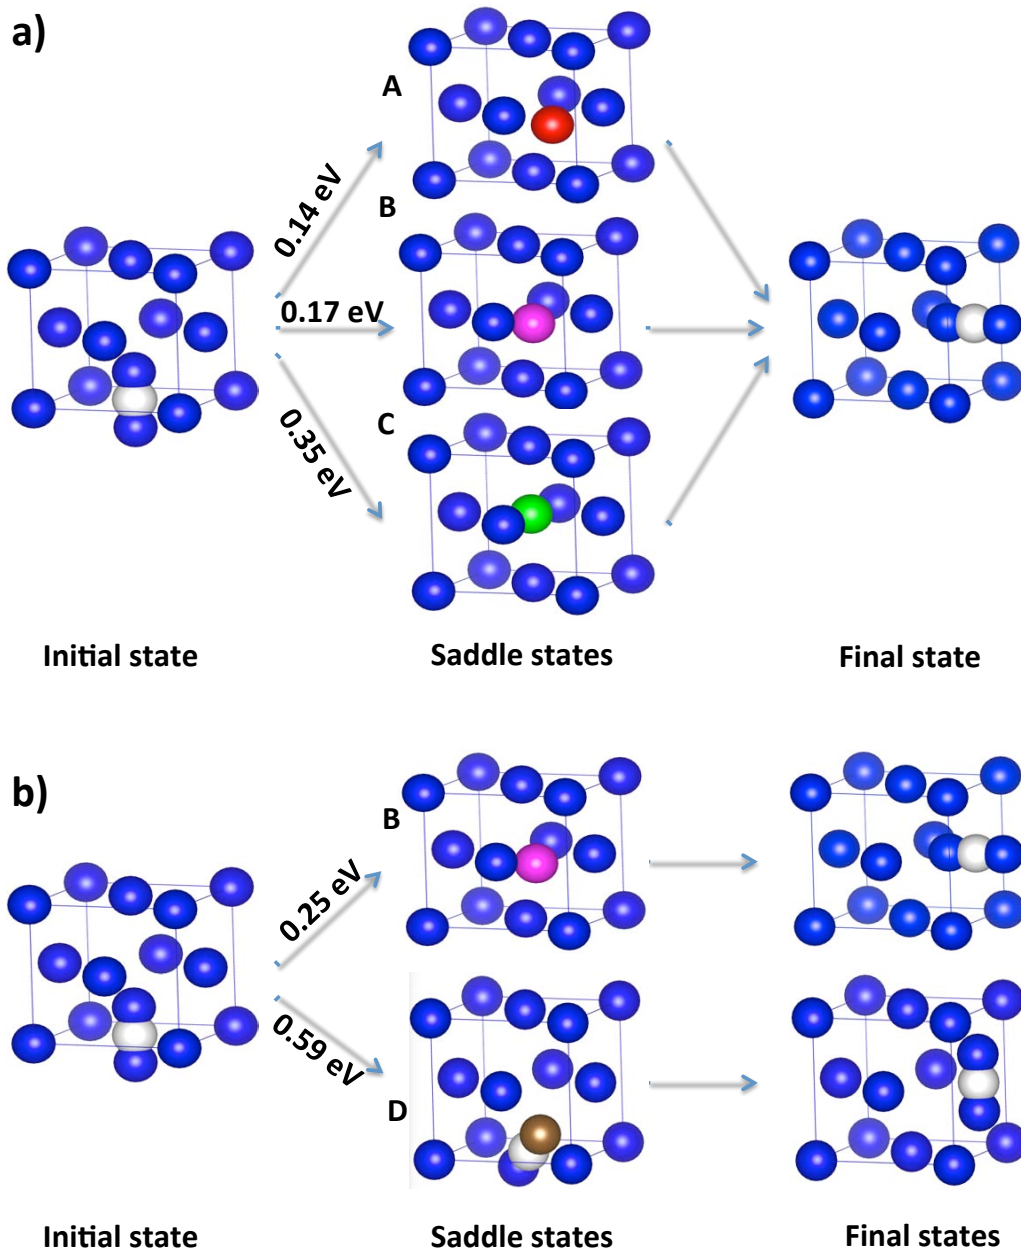 a)
A
0.14 eV
B
0.17 eV
C
0.35 eV
Initial state
Saddle states
Final state
b)
B
0.25 eV
0.59 eV
D
Initial state
Saddle states
Final states